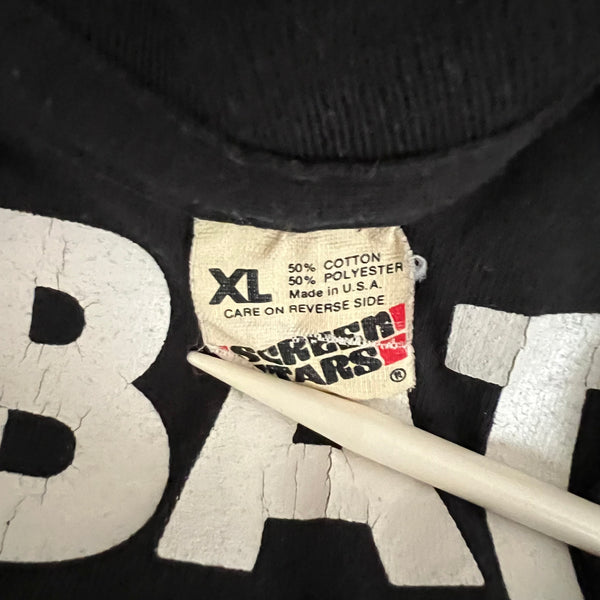 XL
50% COTTON
50% POLYESTER
Made in U.S.A.
CARE ON REVERSE SIDE
SCREEN
STARS
®
BAT